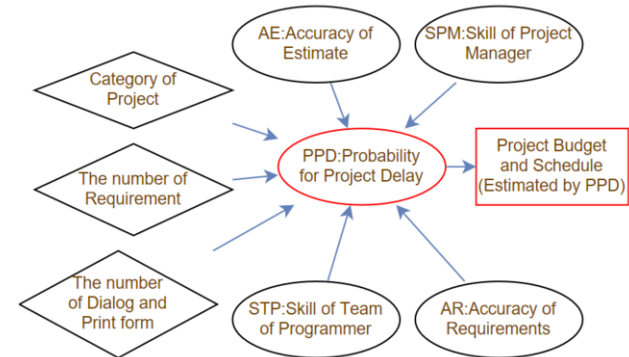 AE:Accuracy of
Estimate
SPM:Skill of Project
Manager
Category of
Project
PPD:Probability
for Project Delay
Project Budget
and Schedule
(Estimated by PPD)
The number of
Requirement
The number
of Dialog and
Print form
STP:Skill of Team
of Programmer
AR:Accuracy of
Requirements